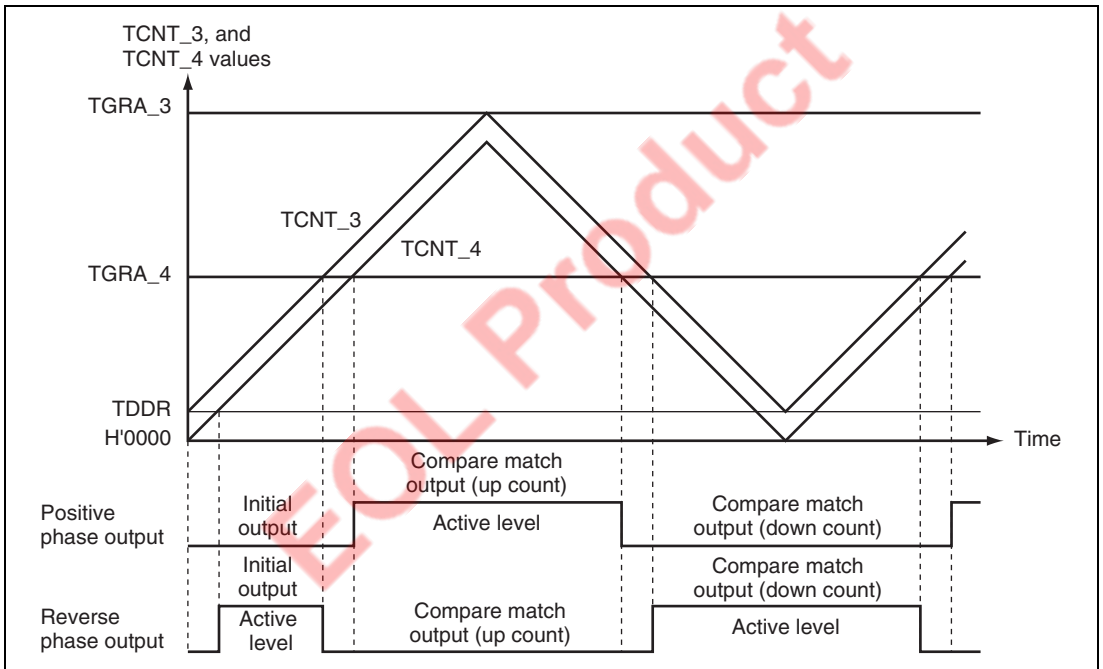 TCNT_3, and
TCNT_4 values
TGRA_3
TCNT_3
TCNT_4
TGRA_4
TDDR
H'0000
Time
Compare match
output (up count)
Initial
output
Active level
Compare match
output (down count)
Positive
phase output
Initial
output
Compare match
output (down count)
Reverse
phase output
Active
level
Compare match
output (up count)
Active level
EOL Product